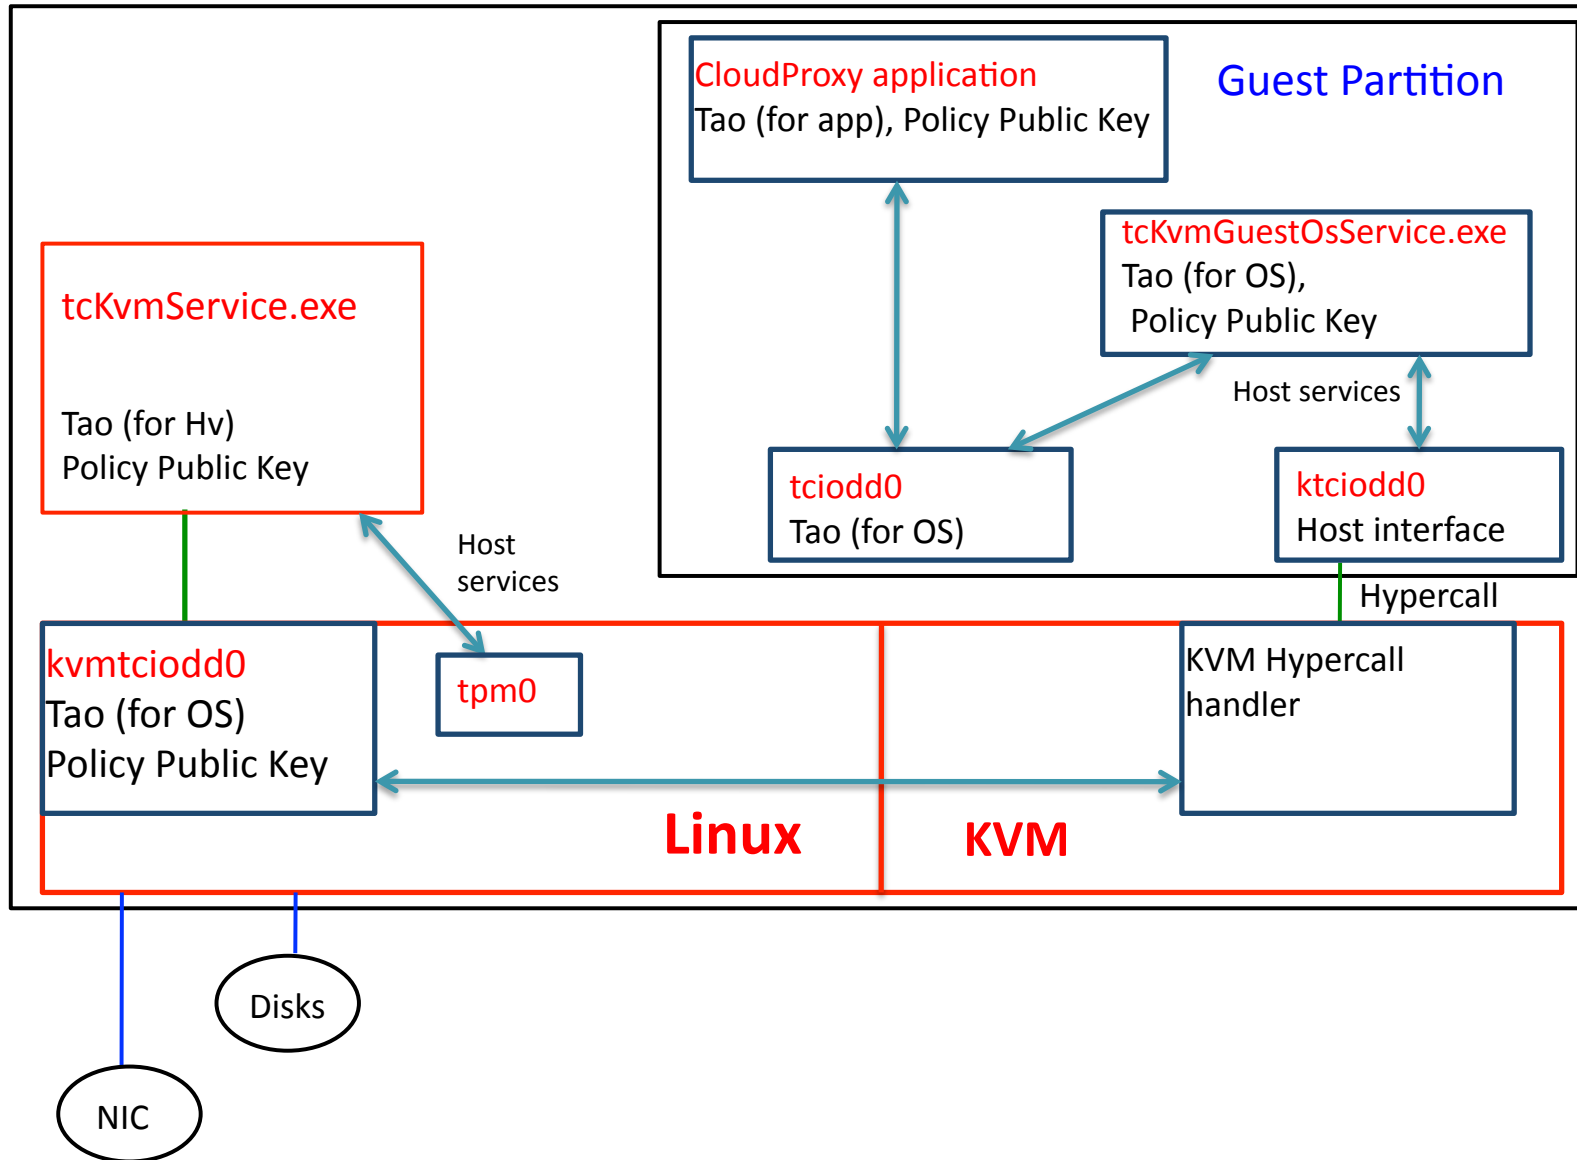 CloudProxy application
Tao (for app), Policy Public Key
Guest Partition
tcKvmGuestOsService.exe
Tao (for OS),
Policy Public Key
tcKvmService.exe
Tao (for Hv)
Policy Public Key
Host services
tciodd0
Tao (for OS)
ktciodd0
Host interface
Host
services
Hypercall
kvmtciodd0
Tao (for OS)
Policy Public Key
tpm0
KVM Hypercall
handler
Linux
KVM
Disks
NIC